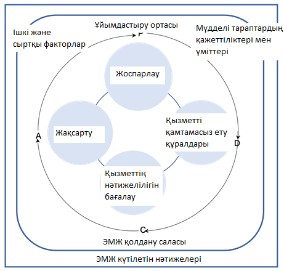 Ұйымдастыру ортасы
Ішкі және
сыртқы факторлар
Мүдделі тараптардың
қажеттіліктері мен
үміттері
Жоспарлау
Жақсарту
Қызметті
қамтамасыз ету
құралдары
Қызметтің
нәтижелілігін
бағалау
A
D
C
ЭМЖ қолдану саласы
ЭМЖ күтілетін нәтижелері